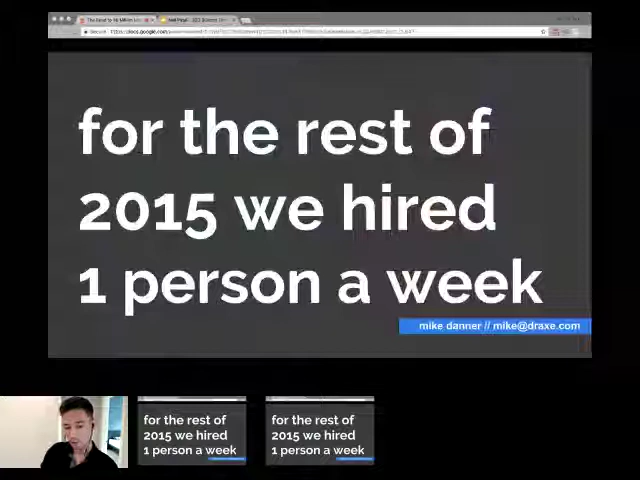 for the rest of
2015 we hired
1 person a week
mike danner // mike@draxe.com
for the rest of
2015 we hired
1 person a week
for the rest of
2015 we hired
1 person a week